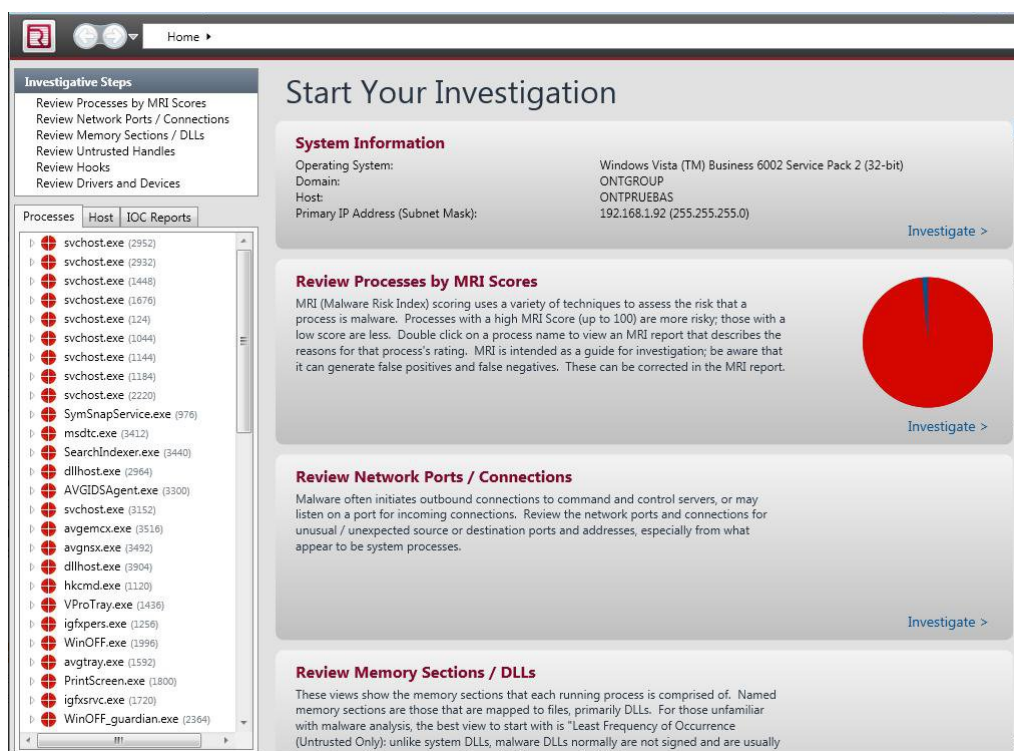 Home
Investigative Steps
Review Processes by MRI Scores
Review Network Ports / Connections
Review Memory Sections / DLLs
Review Untrusted Handles
Review Hooks
Review Drivers and Devices
Processes Host IOC Reports
svchost.exe (2952)
svchost.exe (2932)
svchost.exe (1448)
svchost.exe (1676)
svchost.exe (124)
svchost.exe (1044)
svchost.exe (1144)
svchost.exe (1184)
svchost.exe (2220)
SymSnapService.exe (976)
msdtc.exe (3412)
SearchIndexer.exe (3440)
dllhost.exe (2964)
AVGIDSAgent.exe (3300)
svchost.exe (3152)
avgemcx.exe (3516)
avgnsx.exe (3492)
dllhost.exe (3904)
hkcmd.exe (1120)
VProTray.exe (1436)
igfxpers.exe (1256)
WinOFF.exe (1996)
avgtray.exe (1592)
PrintScreen.exe (1800)
igfxsrvc.exe (1720)
WinOFF_guardian.exe (2364)
Start Your Investigation
System Information
Operating System: Windows Vista (TM) Business 6002 Service Pack 2 (32-bit)
Domain: ONTGROUP
Host: ONTPRUEBAS
Primary IP Address (Subnet Mask): 192.168.1.92 (255.255.255.0)
Investigate >
Review Processes by MRI Scores
MRI (Malware Risk Index) scoring uses a variety of techniques to assess the risk that a
process is malware. Processes with a high MRI Score (up to 100) are more risky; those with a
low score are less. Double click on a process name to view an MRI report that describes the
reasons for that process's rating. MRI is intended as a guide for investigation; be aware that
it can generate false positives and false negatives. These can be corrected in the MRI report.
Investigate >
Review Network Ports / Connections
Malware often initiates outbound connections to command and control servers, or may
listen on a port for incoming connections. Review the network ports and connections for
unusual / unexpected source or destination ports and addresses, especially from what
appear to be system processes.
Investigate >
Review Memory Sections / DLLs
These views show the memory sections that each running process is comprised of. Named
memory sections are those that are mapped to files, primarily DLLs. For those unfamiliar
with malware analysis, the best view to start with is "Least Frequency of Occurrence
(Untrusted Only): unlike system DLLs, malware DLLs normally are not signed and are usually